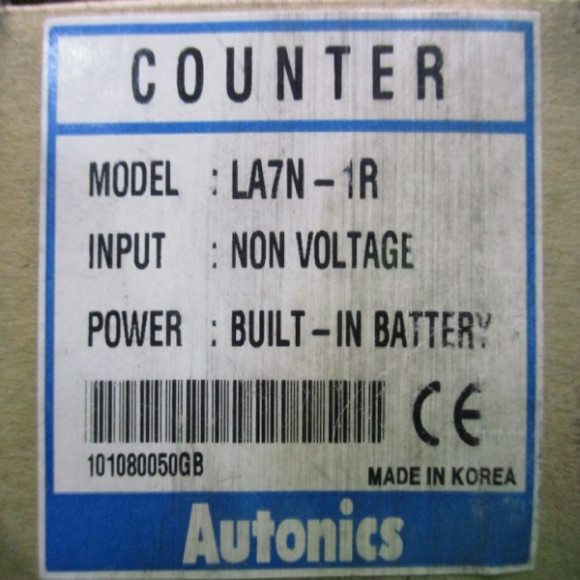 COUNTER
MODEL : LA7N-1R
INPUT : NON VOLTAGE
POWER : BUILT-IN BATTERY
CE
101080050GB
MADE IN KOREA
Autonics